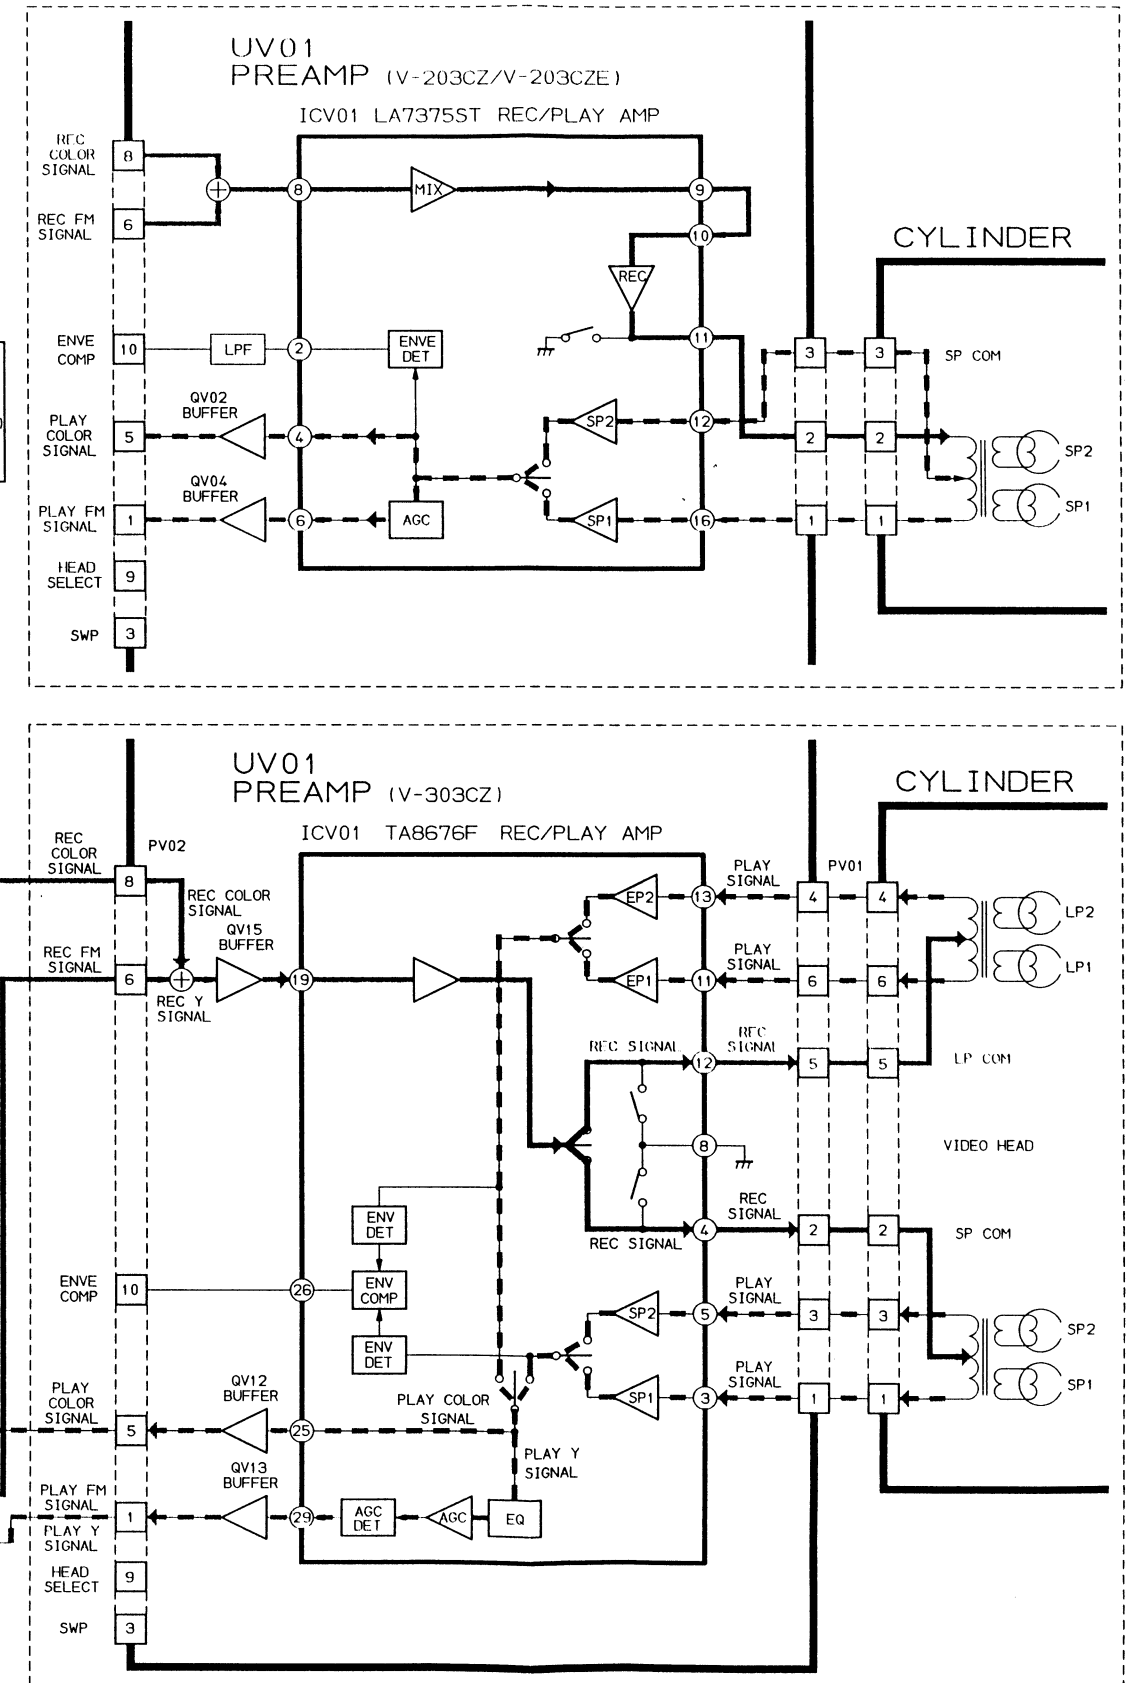 UV01
PREAMP (V-203CZ/V-203CZE)
ICV01 LA7375ST REC/PLAY AMP
REC
COLOR
SIGNAL
8
8
MIX
9
REC FM
SIGNAL
6
10
CYLINDER
REC
ENVE
COMP
10
LPF
2
ENVE
DET
11
3
3
SP COM
QV02
BUFFER
PLAY
COLOR
SIGNAL
5
4
SP2
12
2
2
SP2
QV04
BUFFER
PLAY FM
SIGNAL
1
6
AGC
SP1
16
1
1
SP1
HEAD
SELECT
9
SWP
3
UV01
PREAMP (V-303CZ)
CYLINDER
ICV01 TA8676F REC/PLAY AMP
REC
COLOR
SIGNAL
PV02
8
REC COLOR
SIGNAL
EP2
13
PLAY
SIGNAL
PV01
4
4
LP2
QV15
BUFFER
REC FM
SIGNAL
6
REC Y
SIGNAL
19
EP1
11
PLAY
SIGNAL
6
6
LP1
REC SIGNAL
12
REC
SIGNAL
5
5
LP COM
8
VIDEO HEAD
ENV
DET
REC SIGNAL
4
REC
SIGNAL
2
2
SP COM
ENVE
COMP
10
26
ENV
COMP
SP2
5
PLAY
SIGNAL
3
3
SP2
ENV
DET
PLAY
COLOR
SIGNAL
5
QV12
BUFFER
25
PLAY COLOR
SIGNAL
SP1
3
PLAY
SIGNAL
1
1
SP1
PLAY Y
SIGNAL
QV13
BUFFER
PLAY FM
SIGNAL
1
PLAY Y
SIGNAL
29
AGC
DET
AGC
EQ
HEAD
SELECT
9
SWP
3